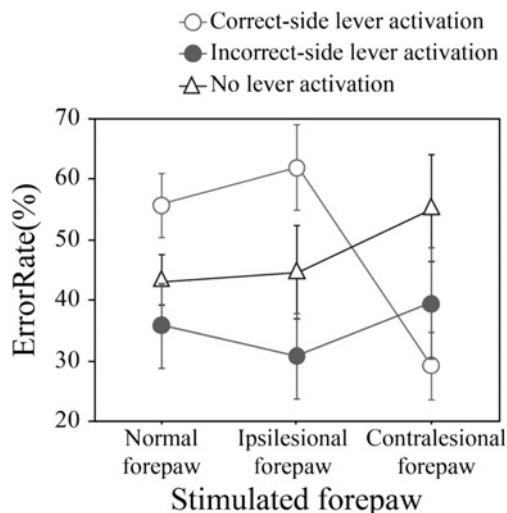 Correct-side lever activation
Incorrect-side lever activation
No lever activation
70
60
50
40
30
20
ErrorRate(%)
Normal forepaw
Ipsilesional forepaw
Contralesional forepaw
Stimulated forepaw